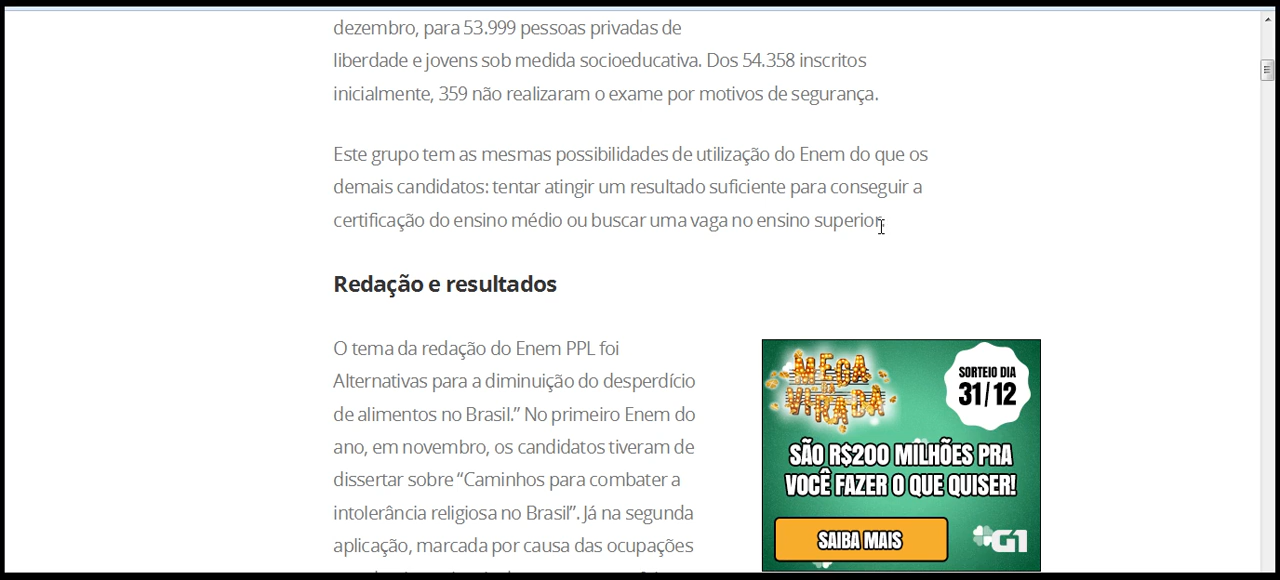 dezembro, para 53.999 pessoas privadas de
liberdade e jovens sob medida socioeducativa. Dos 54.358 inscritos
inicialmente, 359 não realizaram o exame por motivos de segurança.
Este grupo tem as mesmas possibilidades de utilização do Enem do que os
demais candidatos: tentar atingir um resultado suficiente para conseguir a
certificação do ensino médio ou buscar uma vaga no ensino superior.
Redação e resultados
O tema da redação do Enem PPL foi
Alternativas para a diminuição do desperdício
de alimentos no Brasil.” No primeiro Enem do
ano, em novembro, os candidatos tiveram de
dissertar sobre “Caminhos para combater a
intolerância religiosa no Brasil”. Já na segunda
aplicação, marcada por causa das ocupações
MEGA
DA
VIRADA
SORTEIO DIA
31/12
SÃO R$200 MILHÕES PRA
VOCÊ FAZER O QUE QUISER!
SAIBA MAIS
G1